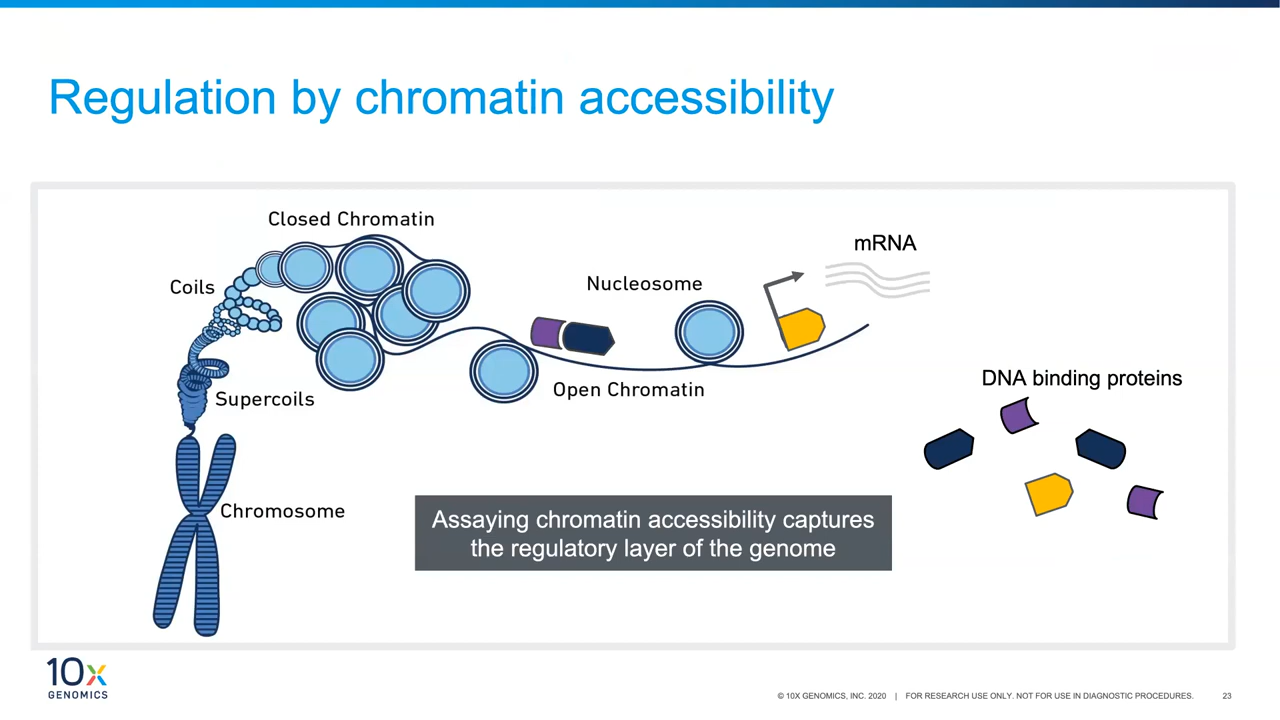 Regulation by chromatin accessibility
Closed Chromatin
mRNA
Coils
Nucleosome
Supercoils
Open Chromatin
DNA binding proteins
Chromosome
Assaying chromatin accessibility captures
the regulatory layer of the genome
10x
GENOMICS
© 10X GENOMICS, INC. 2020 | FOR RESEARCH USE ONLY. NOT FOR USE IN DIAGNOSTIC PROCEDURES. 23